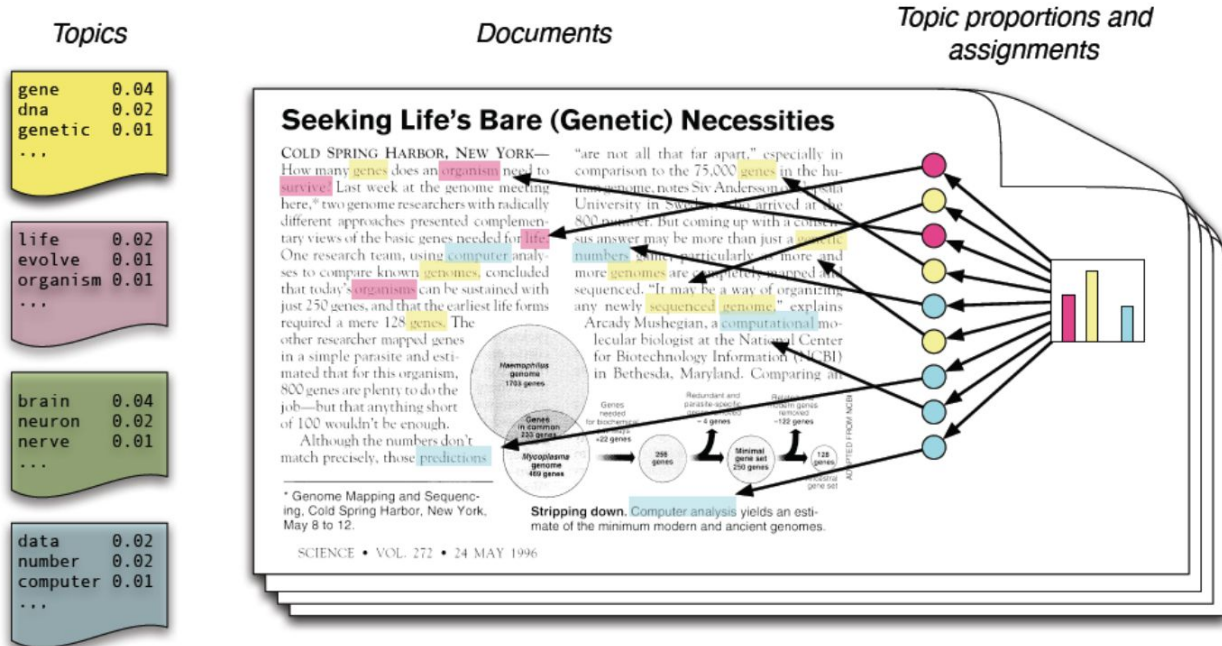 Topics
Documents
Topic proportions and
assignments
gene 0.04
dna 0.02
genetic 0.01
...
life 0.02
evolve 0.01
organism 0.01
...
brain 0.04
neuron 0.02
nerve 0.01
...
data 0.02
number 0.02
computer 0.01
...
Seeking Life's Bare (Genetic) Necessities
COLD SPRING HARBOR, NEW YORK—
How many genes does an organism need to
survive? Last week at the genome meeting
here,* two genome researchers with radically
different approaches presented complemen-
tary views of the basic genes needed for life.
One research team, using computer analy-
ses to compare known genomes, concluded
that today's organisms can be sustained with
just 250 genes, and that the earliest life forms
required a mere 128 genes. The
other researcher mapped genes
in a simple parasite and esti-
mated that for this organism,
800 genes are plenty to do the
job—but that anything short
of 100 wouldn't be enough.
Although the numbers don't
match precisely, those predictions
* Genome Mapping and Sequenc-
ing, Cold Spring Harbor, New York,
May 8 to 12.
"are not all that far apart," especially in
comparison to the 75,000 genes in the hu-
man genome, notes Siv Andersson of
University in who arrived at the
800 number. But coming up with a consen-
sus answer may be more than just a genetic
numbers game, particularly as more and
more genomes are completely mapped and
sequenced. "It may be a way of organizing
any newly sequenced genome," explains
Arcady Mushegian, a computational mo-
lecular biologist at the National Center
for Biotechnology Information (NCBI)
in Bethesda, Maryland. Comparing an
Haemophilus
genome
1703 genes
Genes
in common
233 genes
Mycoplasma
genome
469 genes
Genes
needed
for biochemical
+22 genes
256
genes
Redundant and
parasite-specific
removed
– 4 genes
Minimal
gene set
250 genes
genes
removed
–122 genes
128
genes
gene set
ADAPTED FROM NCBI
Stripping down. Computer analysis yields an esti-
mate of the minimum modern and ancient genomes.
SCIENCE • VOL. 272 • 24 MAY 1996